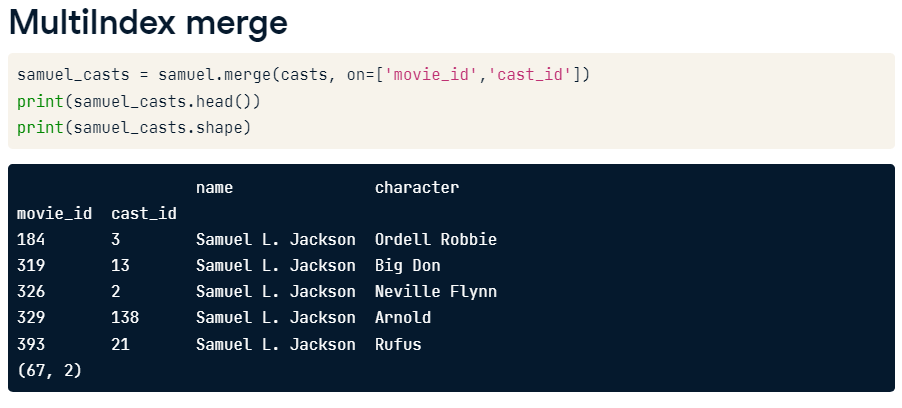 MultiIndex merge
samuel_casts = samuel.merge(casts, on=['movie_id','cast_id'])
print(samuel_casts.head())
print(samuel_casts.shape)
                   name               character
movie_id  cast_id
184       3        Samuel L. Jackson  Ordell Robbie
319       13       Samuel L. Jackson  Big Don
326       2        Samuel L. Jackson  Neville Flynn
329       138      Samuel L. Jackson  Arnold
393       21       Samuel L. Jackson  Rufus
(67, 2)